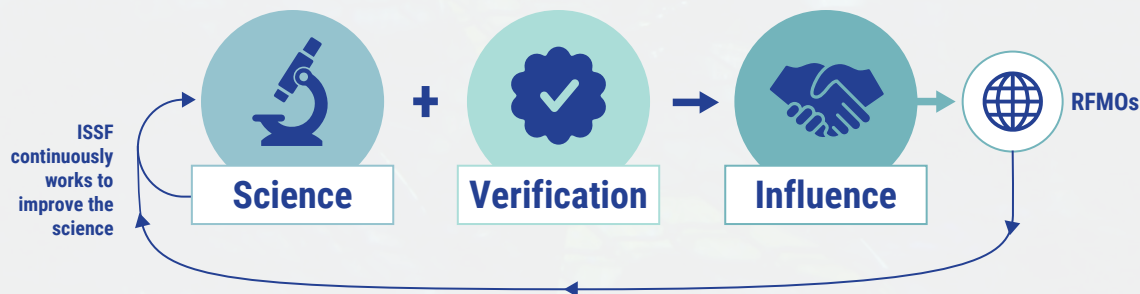 ISSF
continuously
works to
improve the
science
Science
+
Verification
Influence
RFMOs